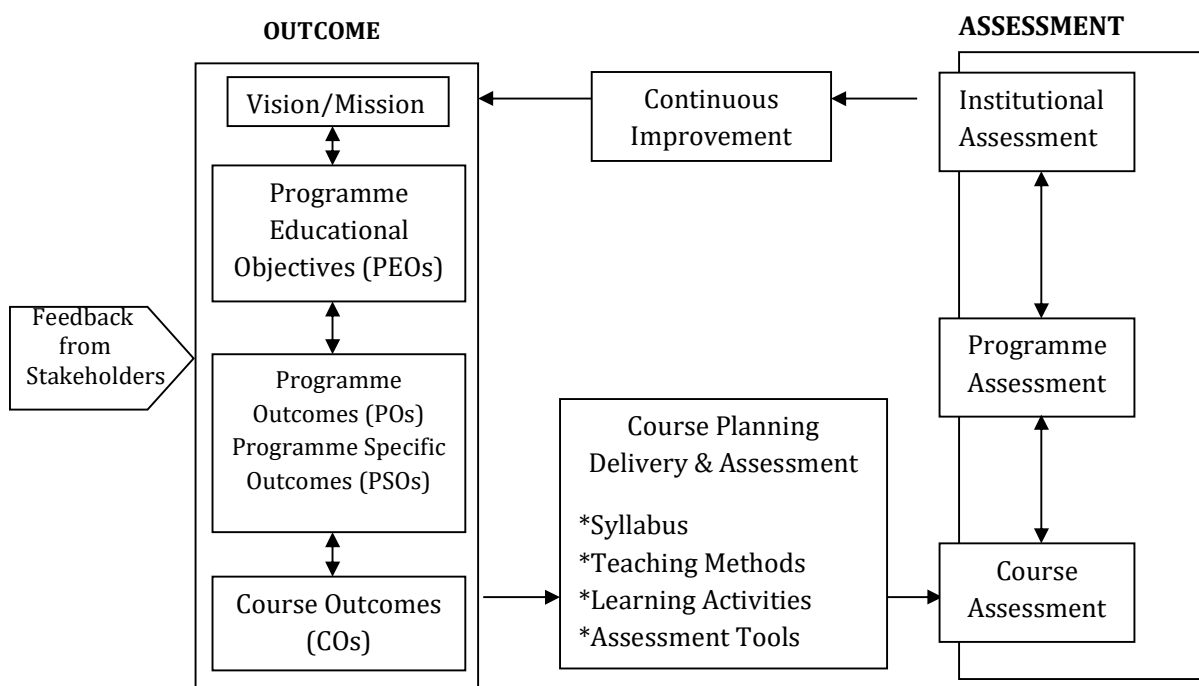 OUTCOME
ASSESSMENT
Vision/Mission
Programme
Educational
Objectives (PEOs)
Programme
Outcomes (POs)
Programme Specific
Outcomes (PSOs)
Course Outcomes
(COs)
Feedback
from
Stakeholders
Continuous
Improvement
Course Planning
Delivery & Assessment
*Syllabus
*Teaching Methods
*Learning Activities
*Assessment Tools
Institutional
Assessment
Programme
Assessment
Course
Assessment